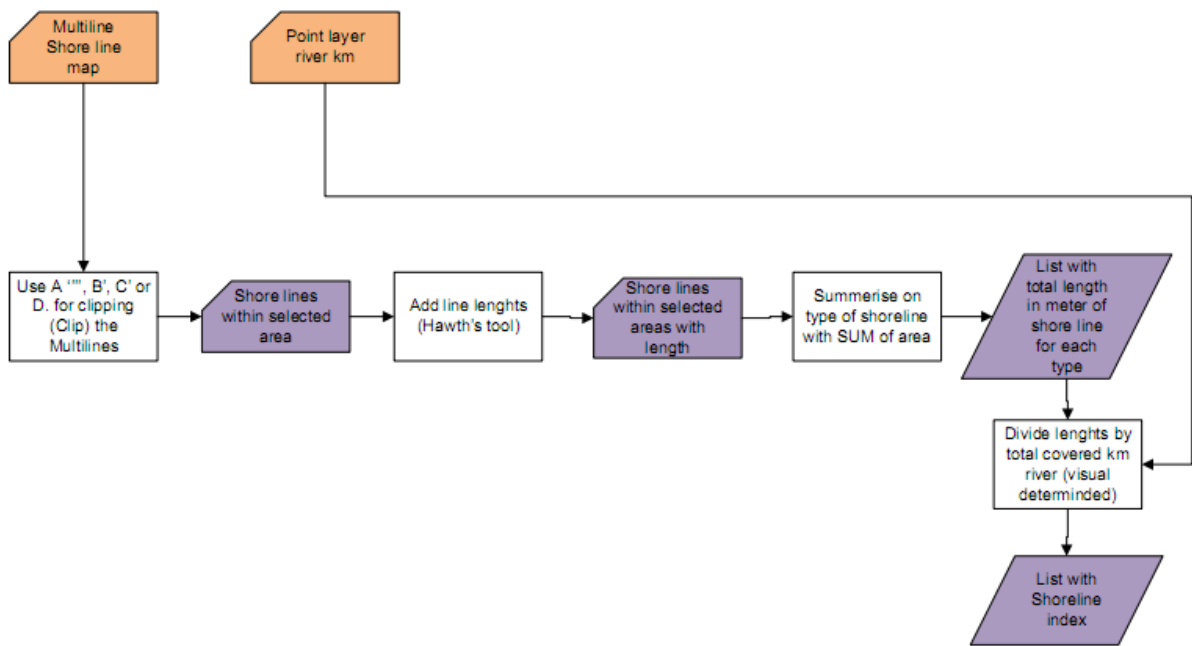 Multiline
Shore line
map
Point layer
river km
Use A ‘”’, B’, C’ or
D. for clipping
(Clip) the
Multilines
Shore lines
within selected
area
Add line lenghts
(Hawth’s tool)
Shore lines
within selected
areas with
length
Summerise on
type of shoreline
with SUM of area
List with
total length
in meter of
shore line
for each
type
Divide lenghts by
total covered km
river (visual
determinded)
List with
Shoreline
index